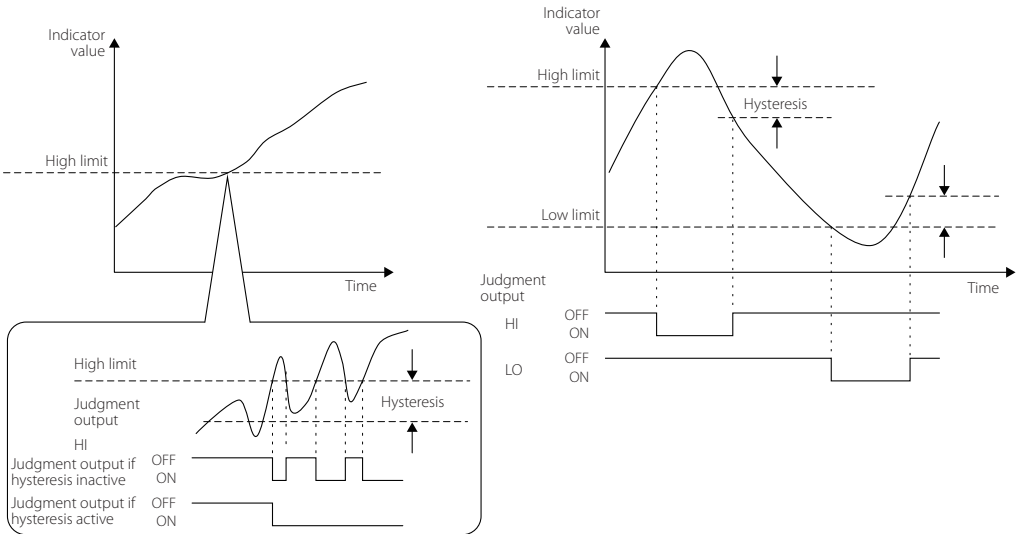 Indicator
value
High limit
Time
High limit
Judgment
output
HI
Hysteresis
Judgment output if
hysteresis inactive
OFF
ON
Judgment output if
hysteresis active
OFF
ON
Indicator
value
High limit
Hysteresis
Low limit
Time
Judgment
output
HI
OFF
ON
LO
OFF
ON